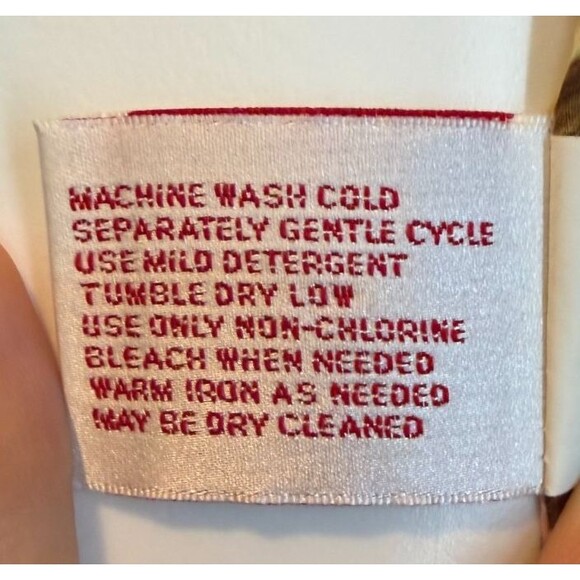 MACHINE WASH COLD
SEPARATELY GENTLE CYCLE
USE MILD DETERGENT
TUMBLE DRY LOW
USE ONLY NON-CHLORINE
BLEACH WHEN NEEDED
WARM IRON AS NEEDED
MAY BE DRY CLEANED